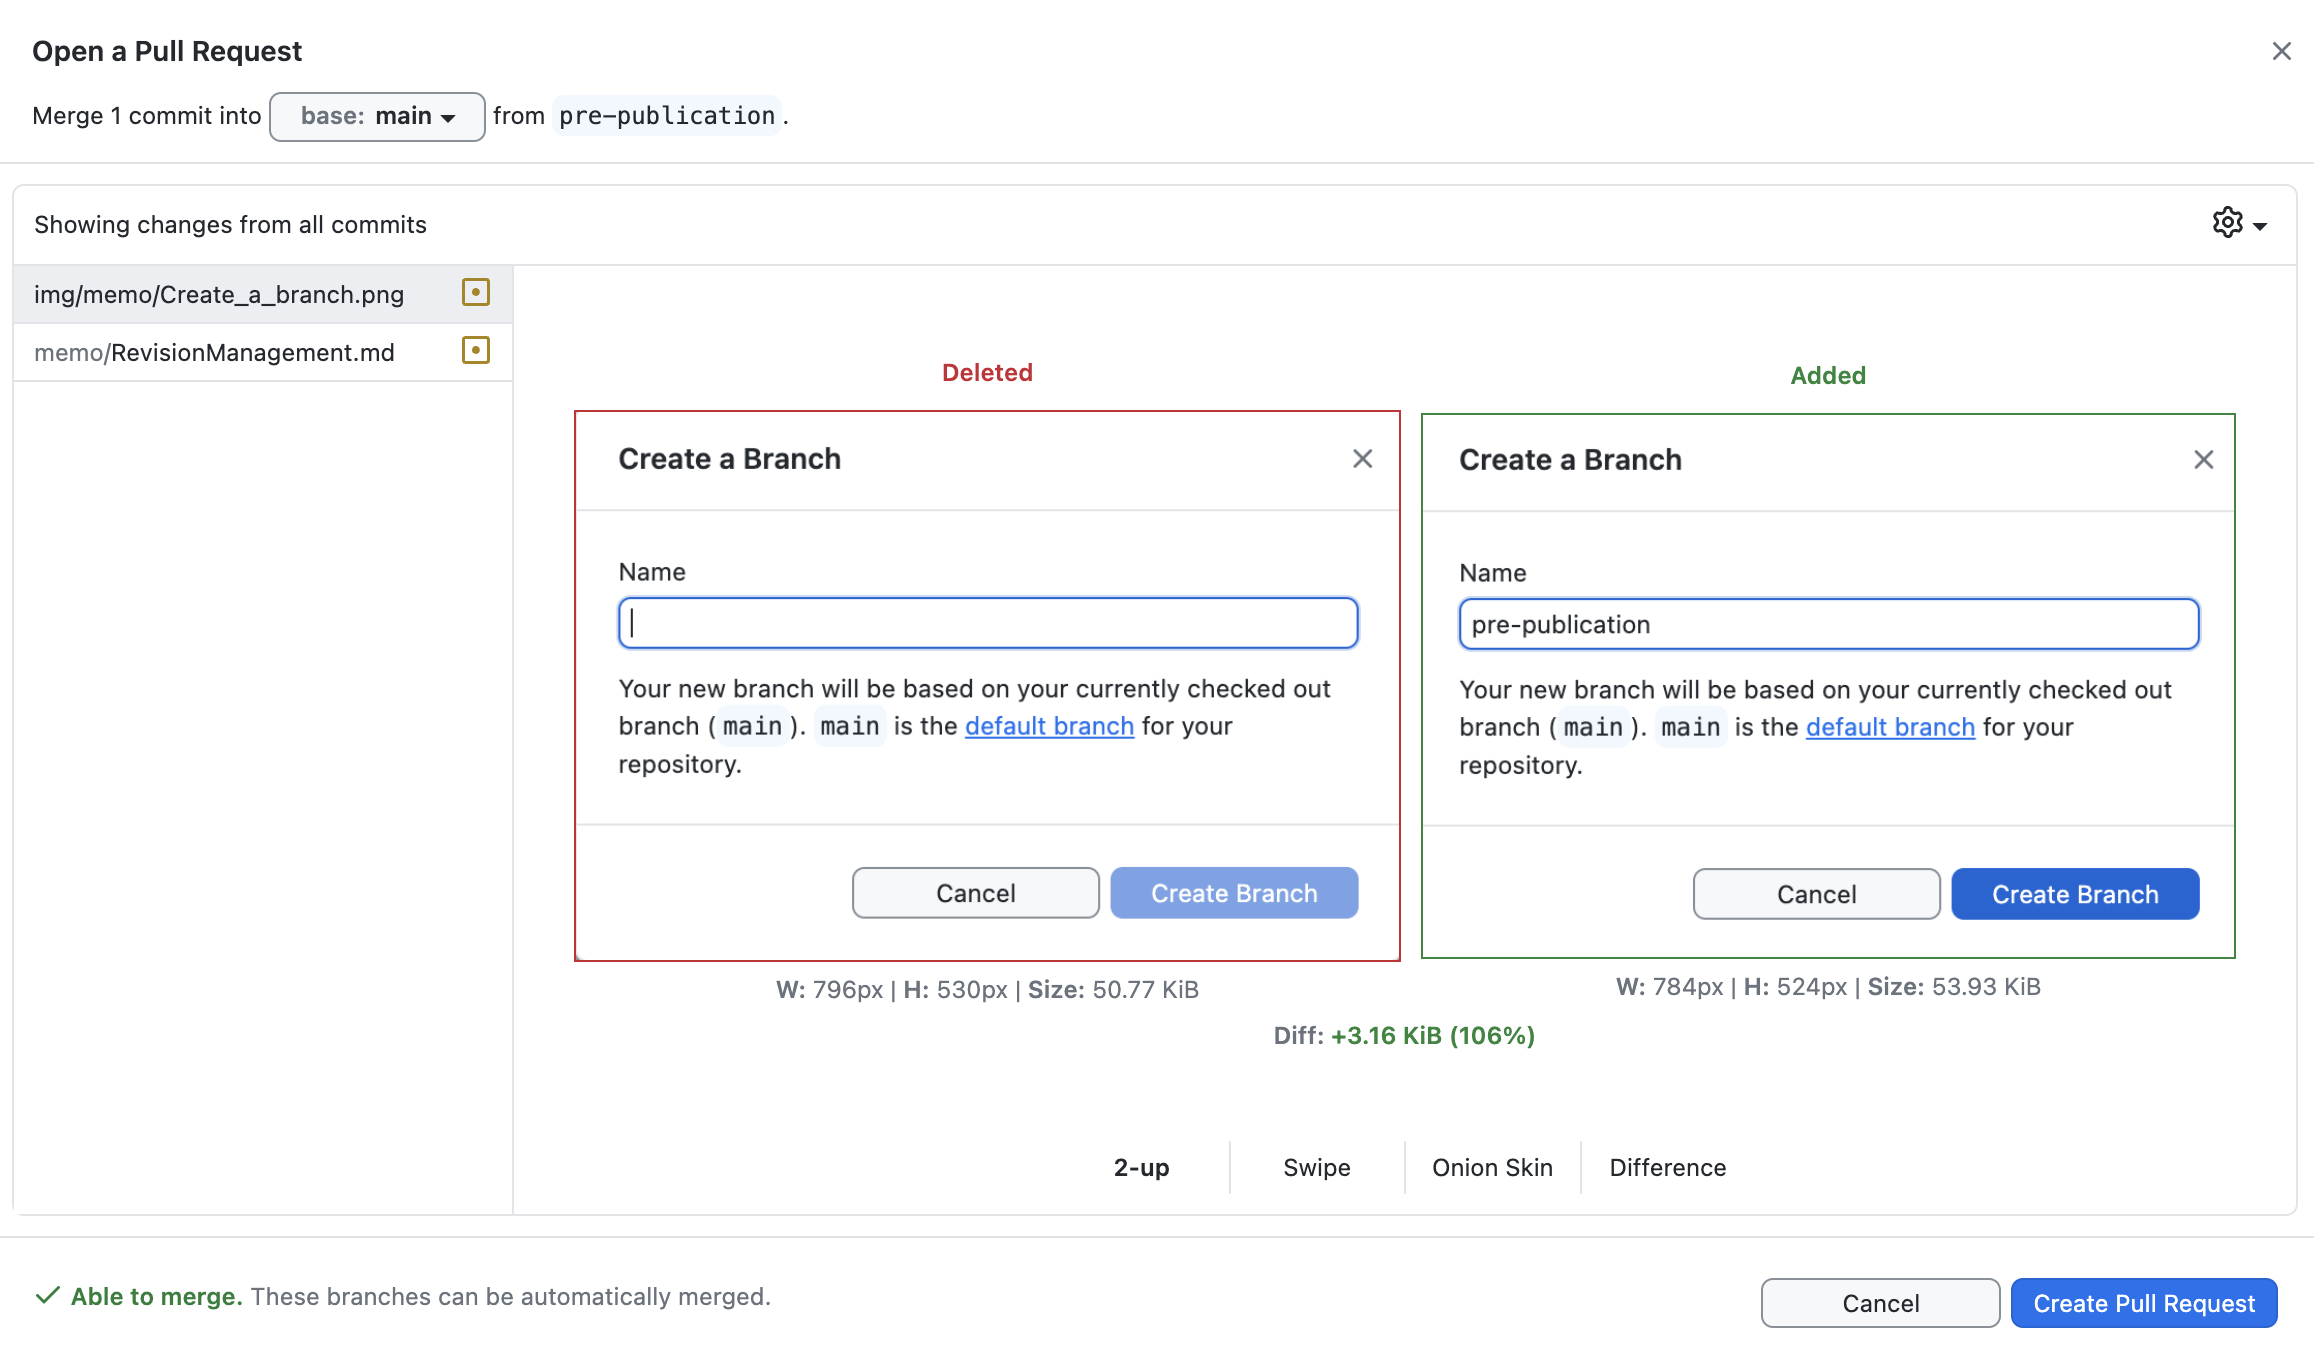 Open a Pull Request
Merge 1 commit into base: main from pre-publication.
Showing changes from all commits
img/memo/Create_a_branch.png
memo/RevisionManagement.md
Deleted
Create a Branch
Name
Your new branch will be based on your currently checked out
branch (main). main is the default branch for your
repository.
Cancel Create Branch
W: 796px | H: 530px | Size: 50.77 KiB
Added
Create a Branch
Name
pre-publication
Your new branch will be based on your currently checked out
branch (main). main is the default branch for your
repository.
Cancel Create Branch
W: 784px | H: 524px | Size: 53.93 KiB
Diff: +3.16 KiB (106%)
2-up Swipe Onion Skin Difference
Able to merge. These branches can be automatically merged.
Cancel Create Pull Request